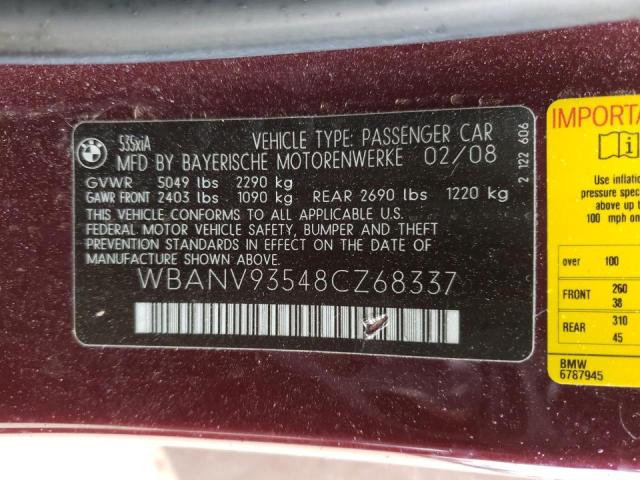 BMW
535xiA
VEHICLE TYPE: PASSENGER CAR
MFD BY BAYERISCHE MOTORENWERKE 02/08
GVWR 5049 lbs 2290 kg
GAWR FRONT 2403 lbs 1090 kg REAR 2690 lbs 1220 kg
THIS VEHICLE CONFORMS TO ALL APPLICABLE U.S.
FEDERAL MOTOR VEHICLE SAFETY, BUMPER AND THEFT
PREVENTION STANDARDS IN EFFECT ON THE DATE OF
MANUFACTURE SHOWN ABOVE.
WBANV93548CZ68337
2 122 606
IMPORTA
Use inflation
pressure spec
above up to
100 mph on
over 100
FRONT 260
38
REAR 310
45
BMW
6787945